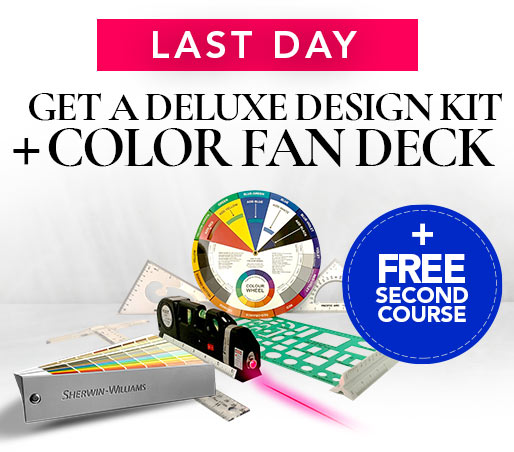 LAST DAY
GET A DELUXE DESIGN KIT
+ COLOR FAN DECK
+
FREE
SECOND
COURSE
COLOUR
WHEEL
SHERWIN-WILLIAMS